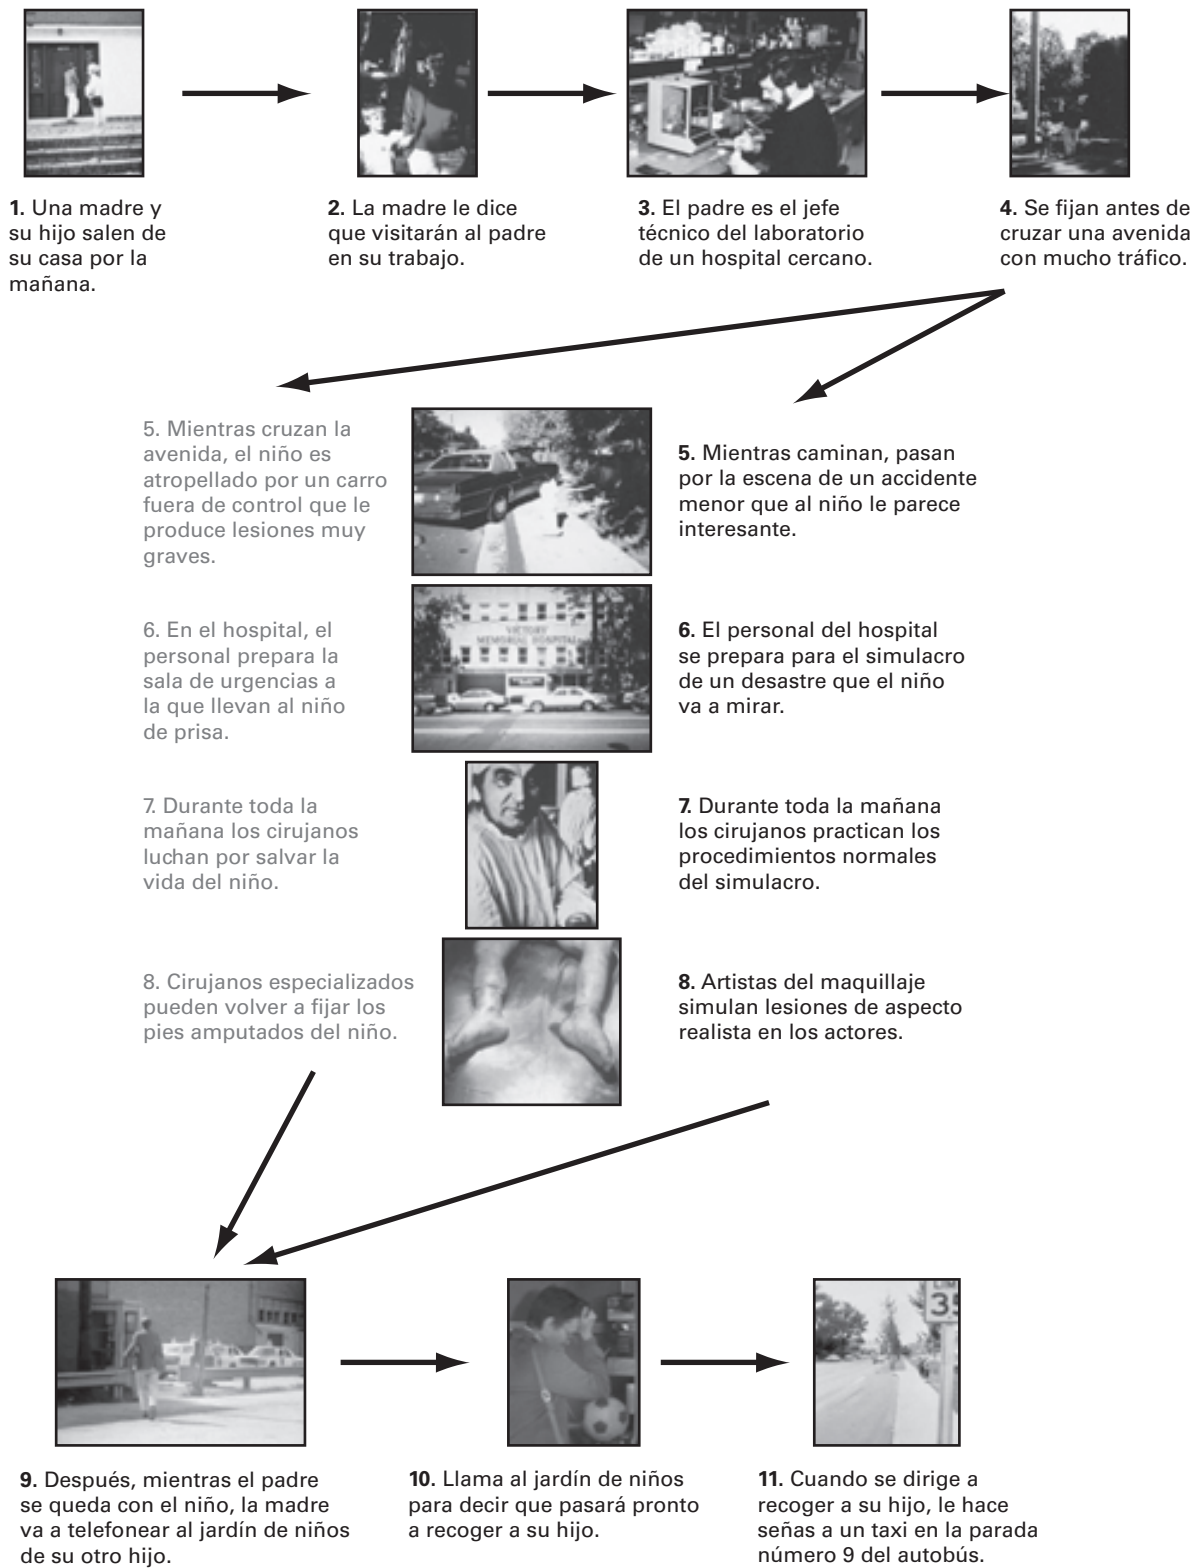 1. Una madre y
su hijo salen de
su casa por la
mañana.
2. La madre le dice
que visitarán al padre
en su trabajo.
3. El padre es el jefe
técnico del laboratorio
de un hospital cercano.
4. Se fijan antes de
cruzar una avenida
con mucho tráfico.
5. Mientras cruzan la
avenida, el niño es
atropellado por un carro
fuera de control que le
produce lesiones muy
graves.
5. Mientras caminan, pasan
por la escena de un accidente
menor que al niño le parece
interesante.
6. En el hospital, el
personal prepara la
sala de urgencias a
la que llevan al niño
de prisa.
VICTORY
MEMORIAL HOSPITAL
6. El personal del hospital
se prepara para el simulacro
de un desastre que el niño
va a mirar.
7. Durante toda la
mañana los cirujanos
luchan por salvar la
vida del niño.
7. Durante toda la mañana
los cirujanos practican los
procedimientos normales
del simulacro.
8. Cirujanos especializados
pueden volver a fijar los
pies amputados del niño.
8. Artistas del maquillaje
simulan lesiones de aspecto
realista en los actores.
35
9. Después, mientras el padre
se queda con el niño, la madre
va a telefonear al jardín de niños
de su otro hijo.
10. Llama al jardín de niños
para decir que pasará pronto
a recoger a su hijo.
11. Cuando se dirige a
recoger a su hijo, le hace
señas a un taxi en la parada
número 9 del autobús.